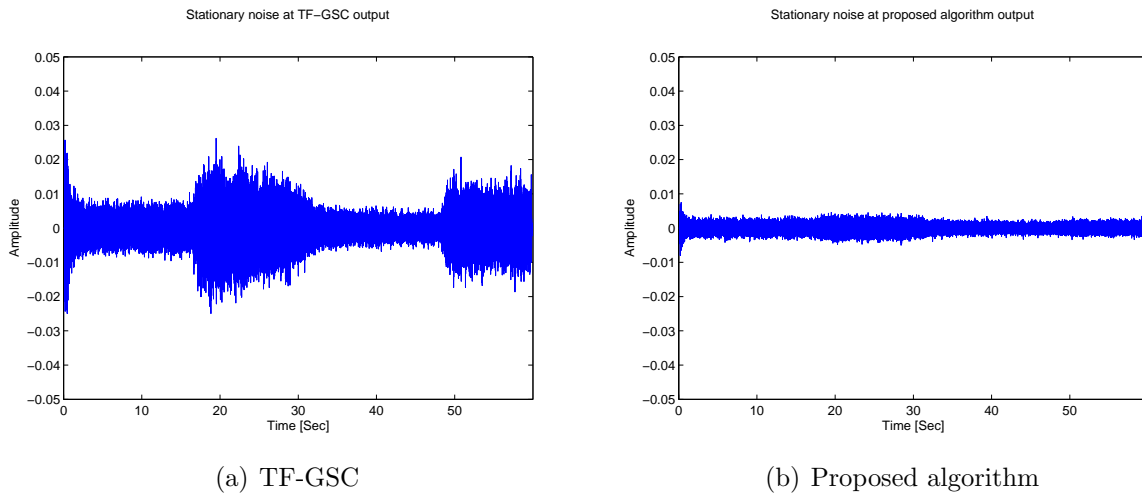 Stationary noise at TF−GSC output
0.05
0.04
0.03
0.02
0.01
0
−0.01
−0.02
−0.03
−0.04
−0.05
Amplitude
0 10 20 30 40 50
Time [Sec]
(a) TF-GSC
Stationary noise at proposed algorithm output
0.05
0.04
0.03
0.02
0.01
0
−0.01
−0.02
−0.03
−0.04
−0.05
Amplitude
0 10 20 30 40 50
Time [Sec]
(b) Proposed algorithm